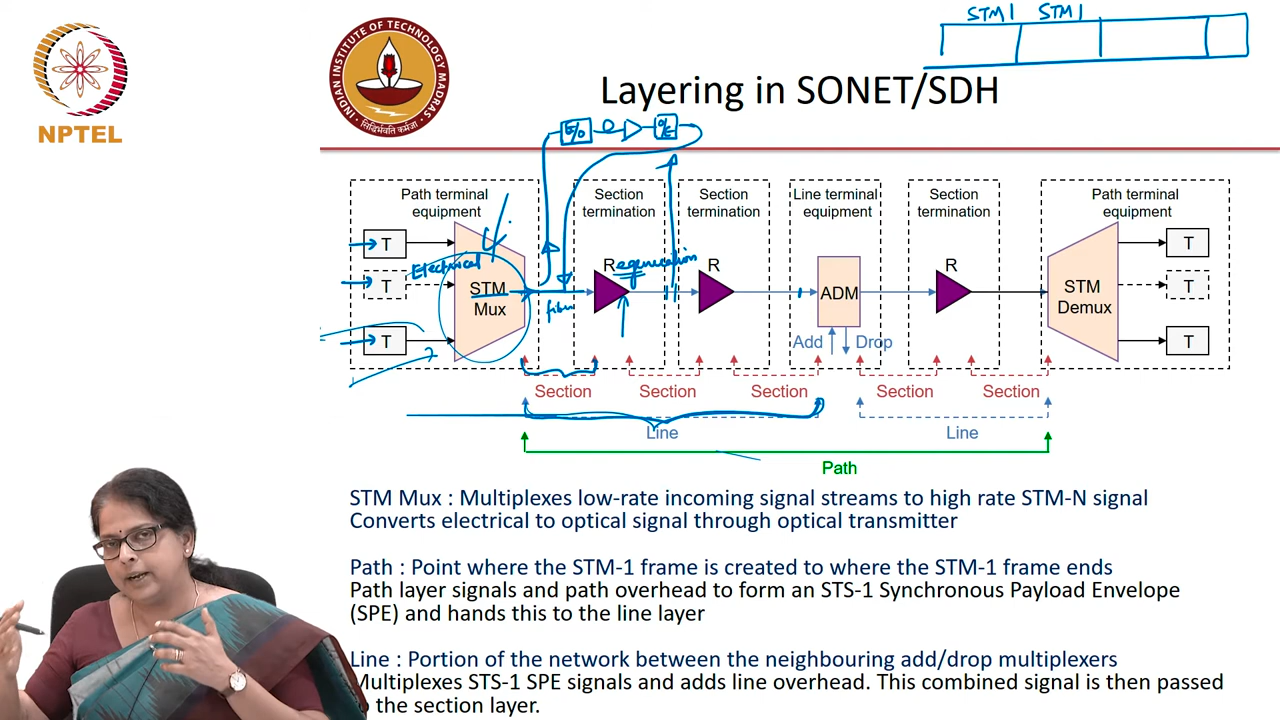 STM1 STM1
INDIAN INSTITUTE OF TECHNOLOGY MADRAS
सिद्धिर्भवति कर्मजा
NPTEL
Layering in SONET/SDH
E/O
O/E
Path terminal equipment
Section termination
Section termination
Line terminal equipment
Section termination
Path terminal equipment
T
T
T
Electrical
STM Mux
fiber
Regeneration
R
ADM
Add
Drop
R
STM Demux
T
T
T
Section
Section
Section
Section
Section
Line
Line
Path
STM Mux : Multiplexes low-rate incoming signal streams to high rate STM-N signal
Converts electrical to optical signal through optical transmitter
Path : Point where the STM-1 frame is created to where the STM-1 frame ends
Path layer signals and path overhead to form an STS-1 Synchronous Payload Envelope
(SPE) and hands this to the line layer
Line : Portion of the network between the neighbouring add/drop multiplexers
Multiplexes STS-1 SPE signals and adds line overhead. This combined signal is then passed
the section layer.